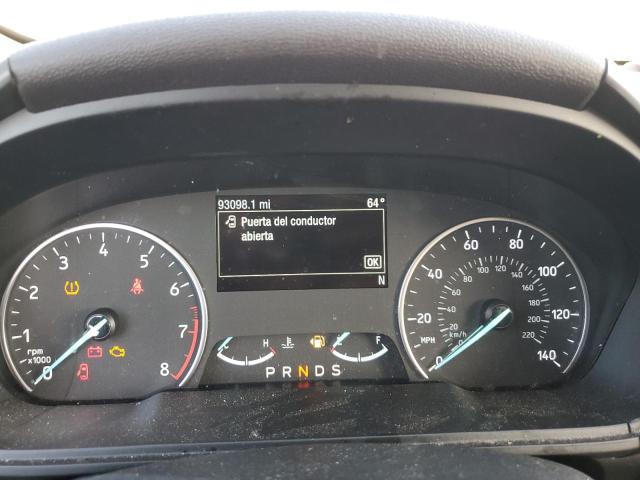 93098.1 mi 64°
Puerta del conductor
abierta
OK
N
0 1 2 3 4 5 6 7 8
rpm
x1000
H F
P R N D S
0 20 40 60 80 100 120 140
MPH
km/h
20 40 60 80 100 120 140 160 180 200 220